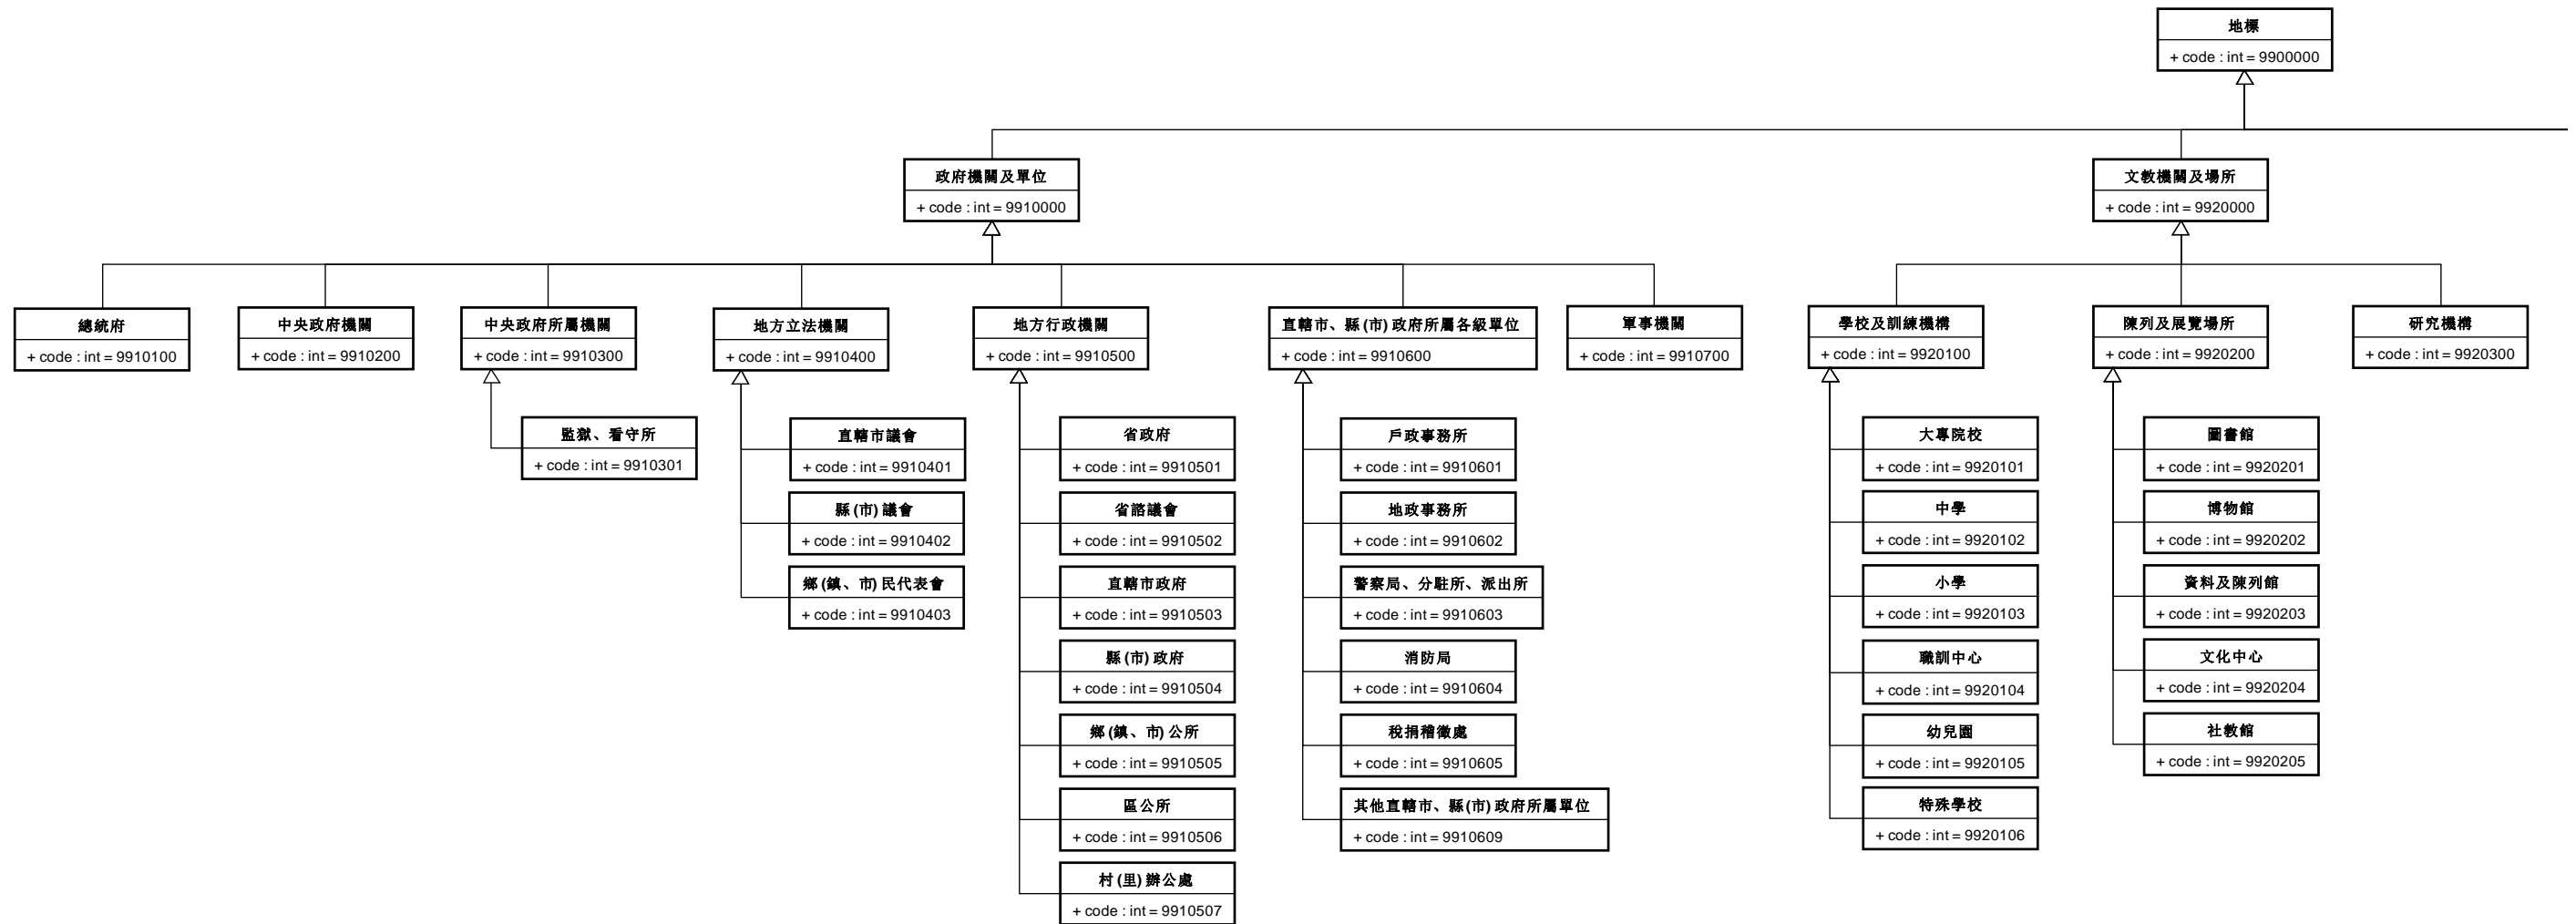 地標
+ code : int = 9900000
政府機關及單位
+ code : int = 9910000
文教機關及場所
+ code : int = 9920000
總統府
+ code : int = 9910100
中央政府機關
+ code : int = 9910200
中央政府所屬機關
+ code : int = 9910300
地方立法機關
+ code : int = 9910400
地方行政機關
+ code : int = 9910500
直轄市、縣(市)政府所屬各級單位
+ code : int = 9910600
軍事機關
+ code : int = 9910700
學校及訓練機構
+ code : int = 9920100
陳列及展覽場所
+ code : int = 9920200
研究機構
+ code : int = 9920300
監獄、看守所
+ code : int = 9910301
直轄市議會
+ code : int = 9910401
縣(市)議會
+ code : int = 9910402
鄉(鎮、市)民代表會
+ code : int = 9910403
省政府
+ code : int = 9910501
省諮議會
+ code : int = 9910502
直轄市政府
+ code : int = 9910503
縣(市)政府
+ code : int = 9910504
鄉(鎮、市)公所
+ code : int = 9910505
區公所
+ code : int = 9910506
村(里)辦公處
+ code : int = 9910507
戶政事務所
+ code : int = 9910601
地政事務所
+ code : int = 9910602
警察局、分駐所、派出所
+ code : int = 9910603
消防局
+ code : int = 9910604
稅捐稽徵處
+ code : int = 9910605
其他直轄市、縣(市)政府所屬單位
+ code : int = 9910609
大專院校
+ code : int = 9920101
中學
+ code : int = 9920102
小學
+ code : int = 9920103
職訓中心
+ code : int = 9920104
幼兒園
+ code : int = 9920105
特殊學校
+ code : int = 9920106
圖書館
+ code : int = 9920201
博物館
+ code : int = 9920202
資料及陳列館
+ code : int = 9920203
文化中心
+ code : int = 9920204
社教館
+ code : int = 9920205